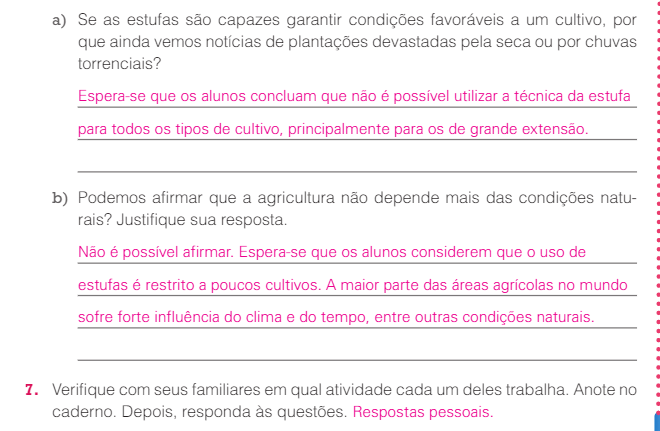 a) Se as estufas são capazes garantir condições favoráveis a um cultivo, por
que ainda vemos notícias de plantações devastadas pela seca ou por chuvas
torrenciais?
Espera-se que os alunos concluam que não é possível utilizar a técnica da estufa
para todos os tipos de cultivo, principalmente para os de grande extensão.
b) Podemos afirmar que a agricultura não depende mais das condições natu-
rais? Justifique sua resposta.
Não é possível afirmar. Espera-se que os alunos considerem que o uso de
estufas é restrito a poucos cultivos. A maior parte das áreas agrícolas no mundo
sofre forte influência do clima e do tempo, entre outras condições naturais.
7. Verifique com seus familiares em qual atividade cada um deles trabalha. Anote no
caderno. Depois, responda às questões. Respostas pessoais.